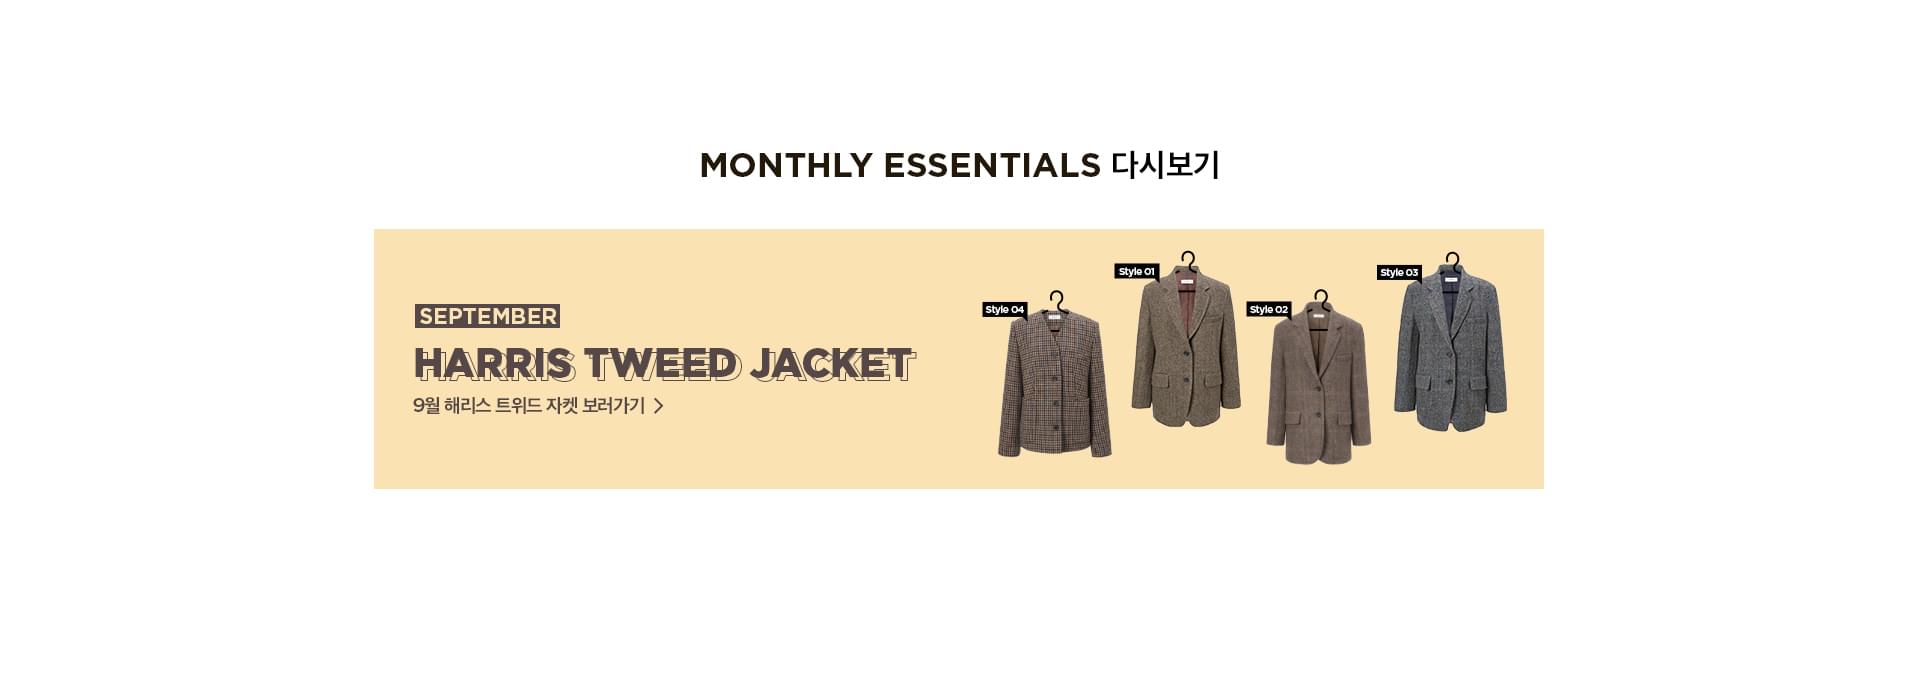 MONTHLY ESSENTIALS 다시보기
SEPTEMBER
HARRIS TWEED JACKET
9월 해리스 트위드 자켓 보러가기 >
Style 04
Style 01
Style 02
Style 03